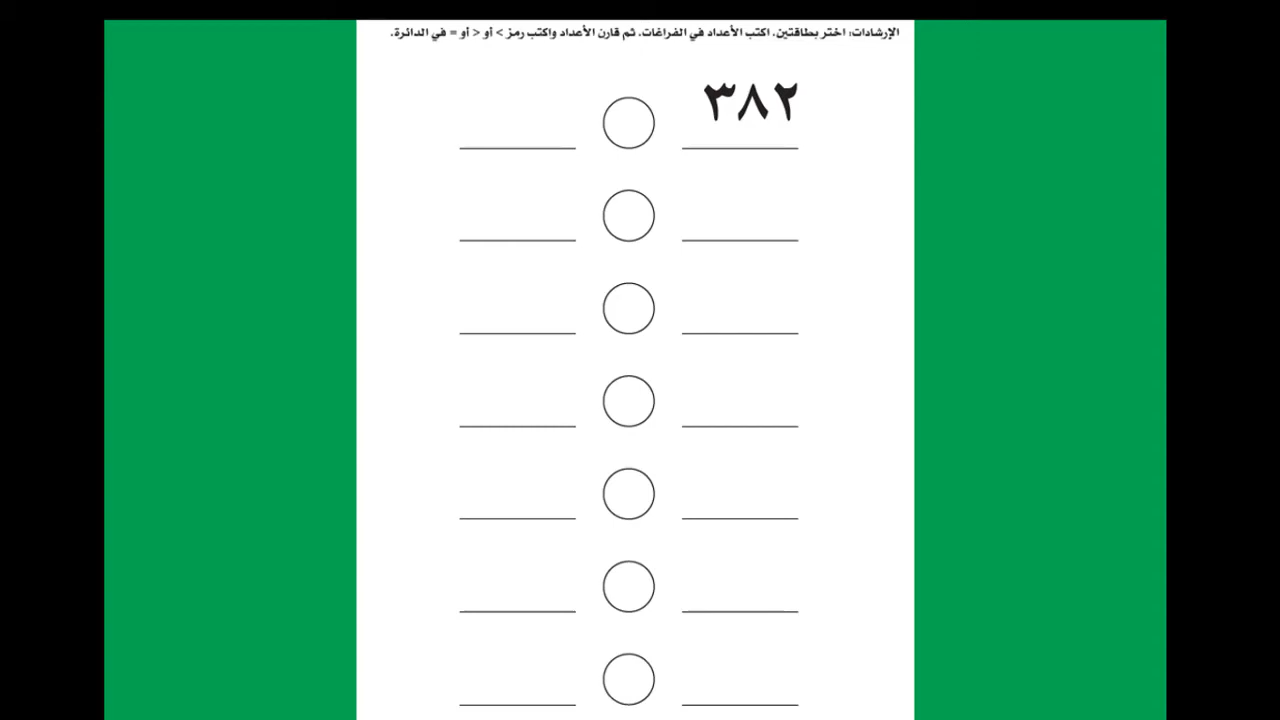 الإرشادات: اختر بطاقتين. اكتب الأعداد في الفراغات، ثم قارن الأعداد واكتب رمز > أو < أو = في الدائرة.
٣٨٢